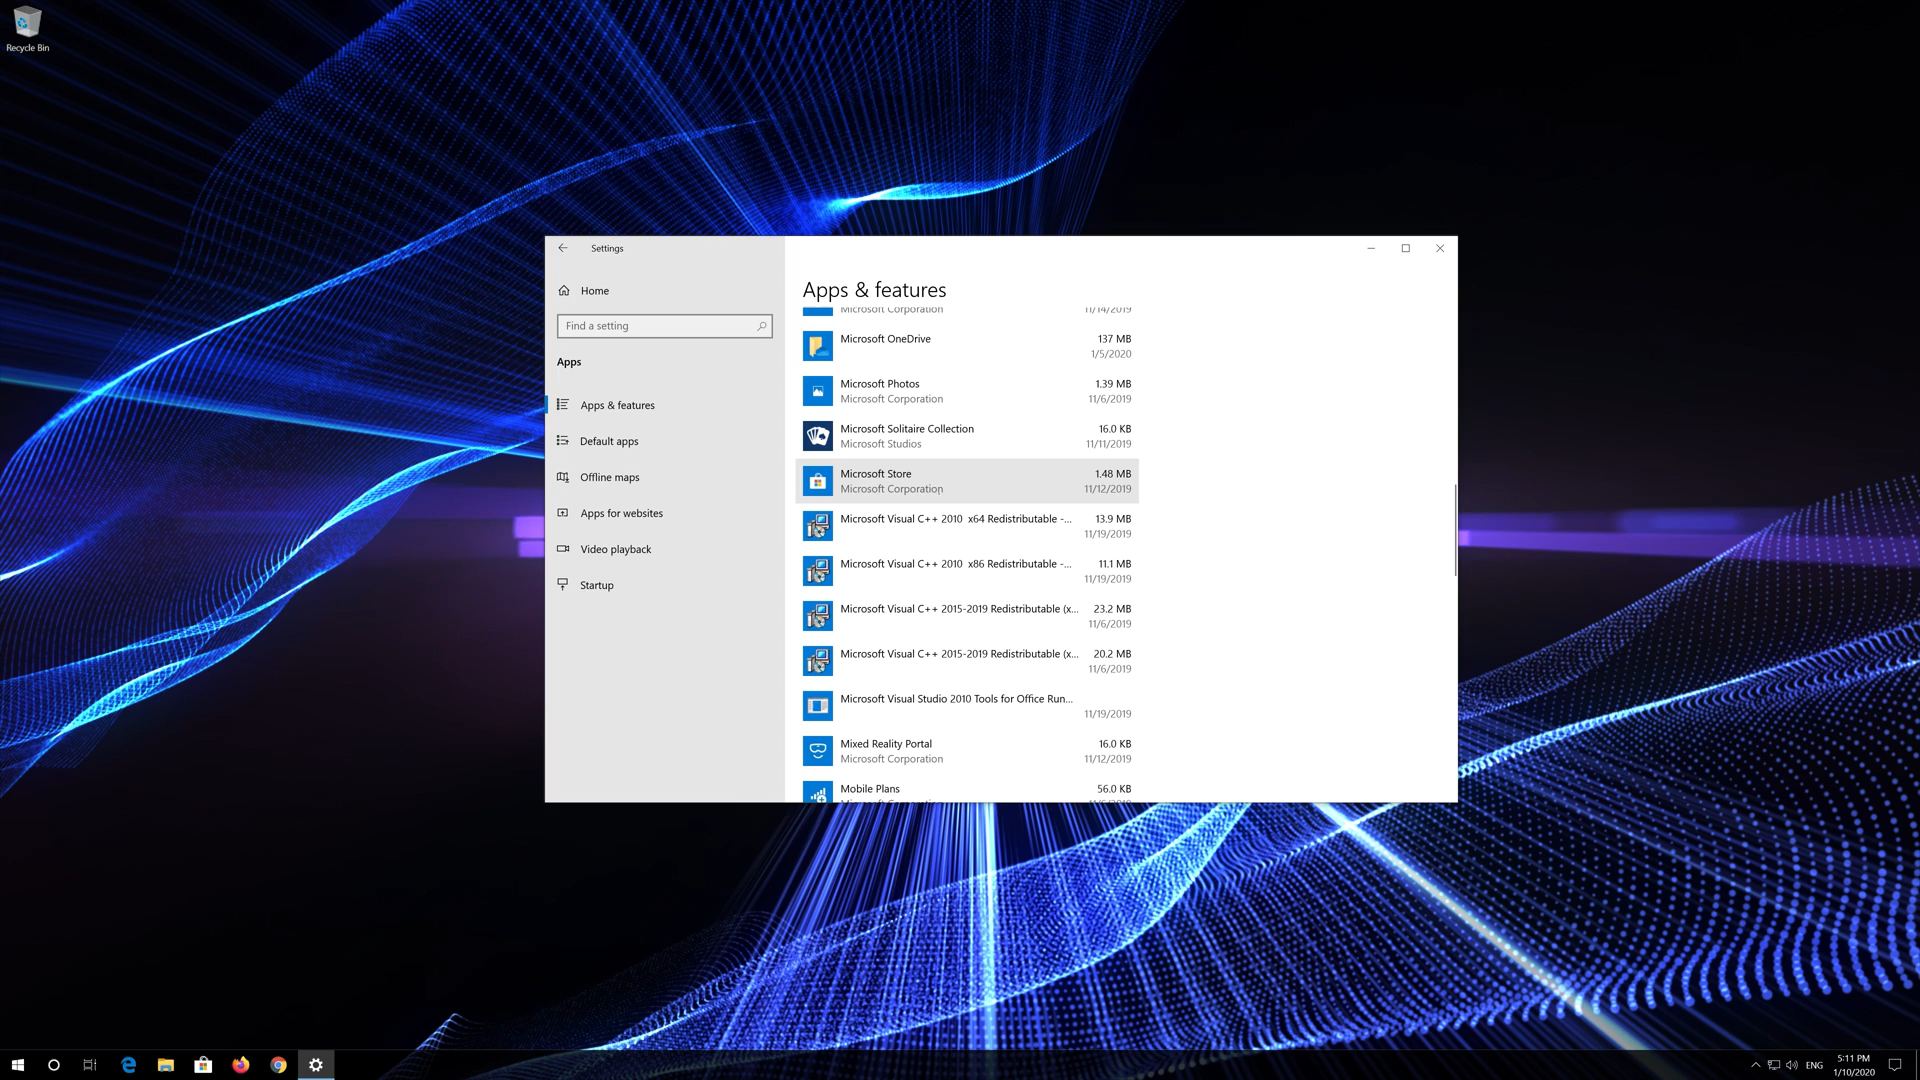 Recycle Bin
Settings
Home
Find a setting
Apps
Apps & features
Default apps
Offline maps
Apps for websites
Video playback
Startup
Apps & features
Microsoft Corporation 11/14/2019
Microsoft OneDrive 137 MB
1/5/2020
Microsoft Photos 1.39 MB
Microsoft Corporation 11/6/2019
Microsoft Solitaire Collection 16.0 KB
Microsoft Studios 11/11/2019
Microsoft Store 1.48 MB
Microsoft Corporation 11/12/2019
Microsoft Visual C++ 2010  x64 Redistributable -... 13.9 MB
11/19/2019
Microsoft Visual C++ 2010  x86 Redistributable -... 11.1 MB
11/19/2019
Microsoft Visual C++ 2015-2019 Redistributable (x... 23.2 MB
11/6/2019
Microsoft Visual C++ 2015-2019 Redistributable (x... 20.2 MB
11/6/2019
Microsoft Visual Studio 2010 Tools for Office Run...
11/19/2019
Mixed Reality Portal 16.0 KB
Microsoft Corporation 11/12/2019
Mobile Plans 56.0 KB
ENG
5:11 PM
1/10/2020